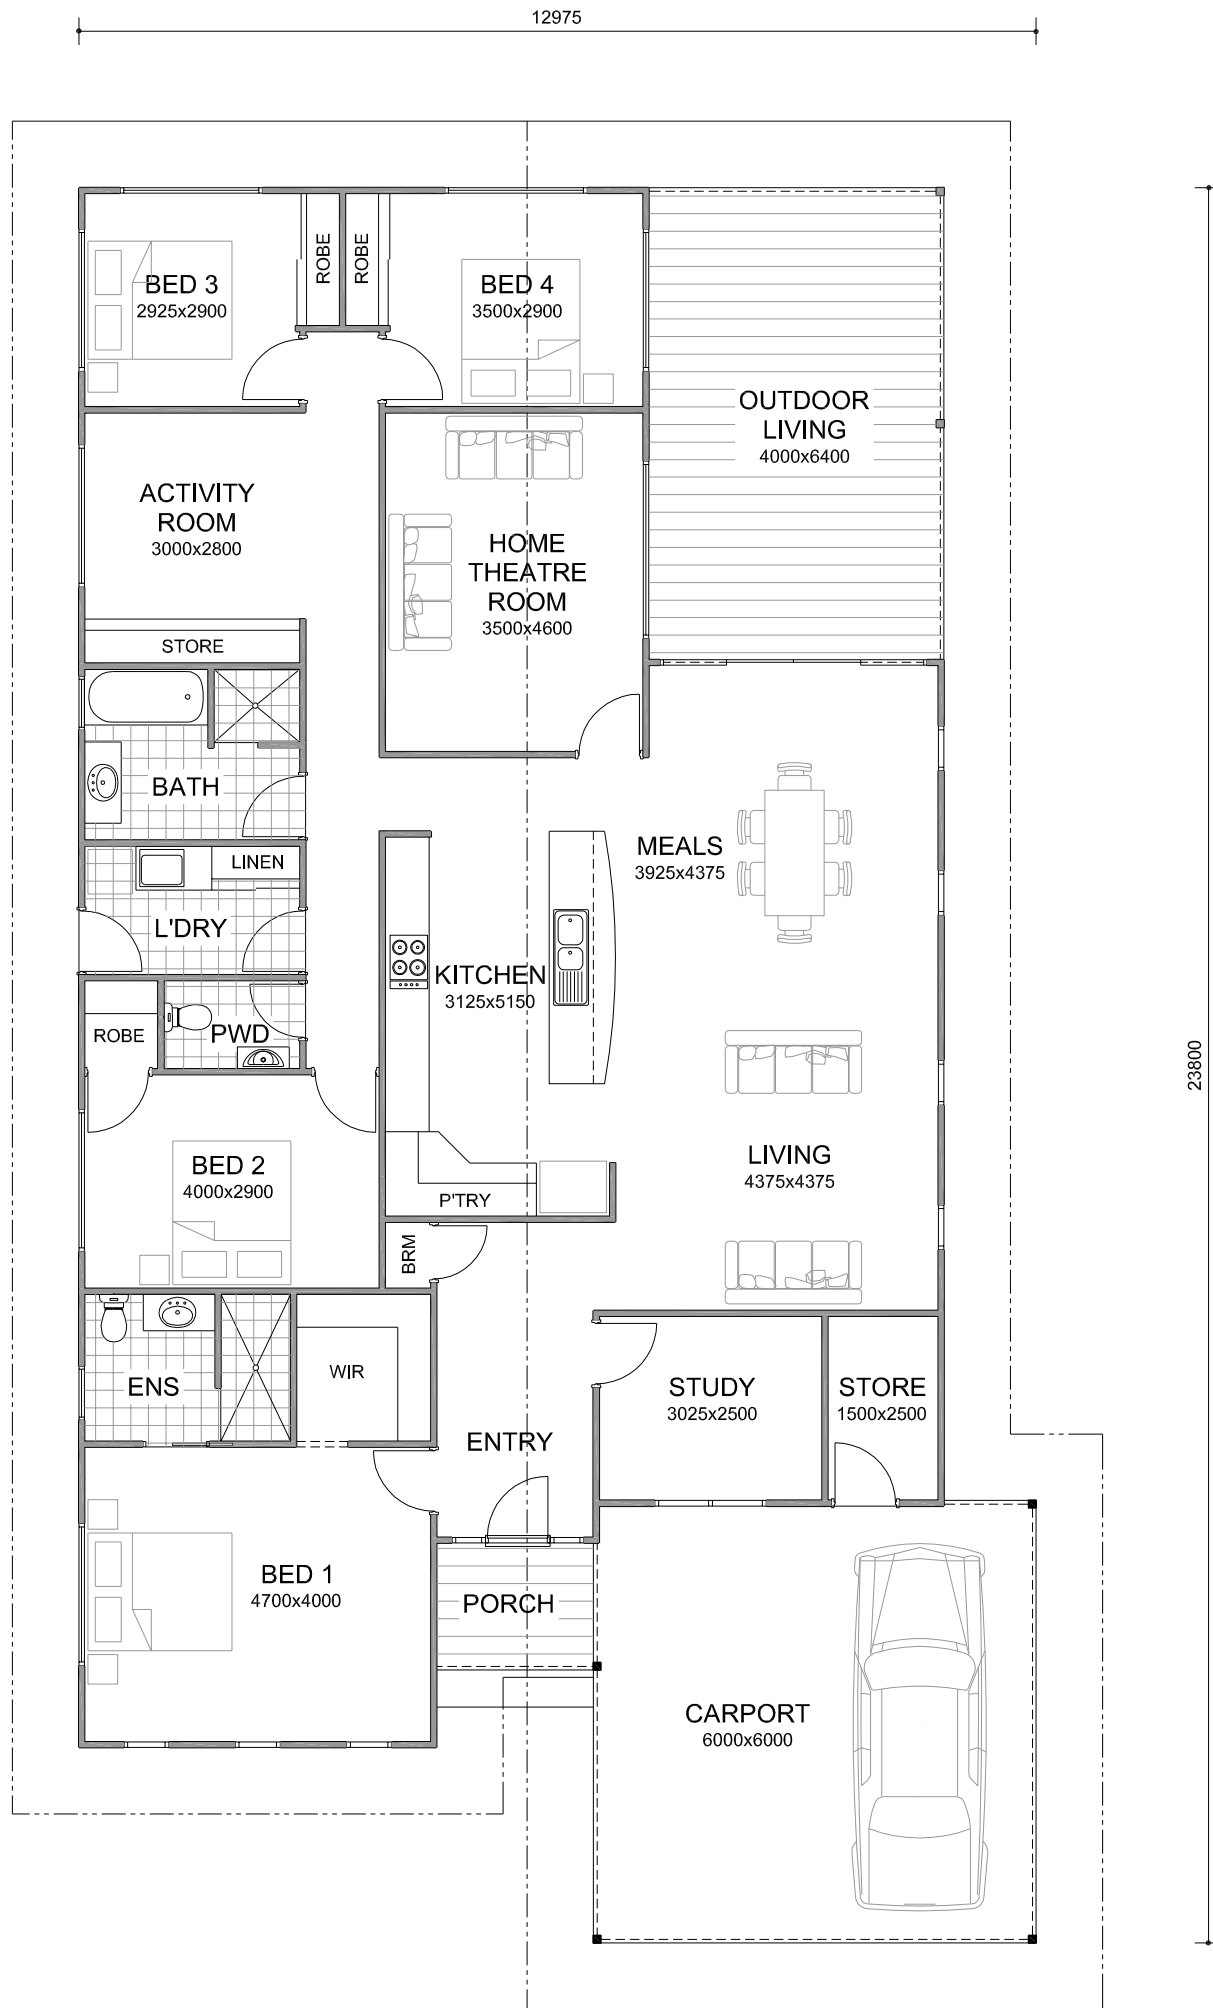 12975
ROBE
ROBE
BED 3
2925x2900
BED 4
3500x2900
OUTDOOR
LIVING
4000x6400
ACTIVITY
ROOM
3000x2800
HOME
THEATRE
ROOM
3500x4600
STORE
BATH
MEALS
3925x4375
LINEN
L'DRY
KITCHEN
3125x5150
ROBE
PWD
23800
BED 2
4000x2900
LIVING
4375x4375
P'TRY
BRM
WIR
ENS
STUDY
3025x2500
STORE
1500x2500
ENTRY
BED 1
4700x4000
PORCH
CARPORT
6000x6000